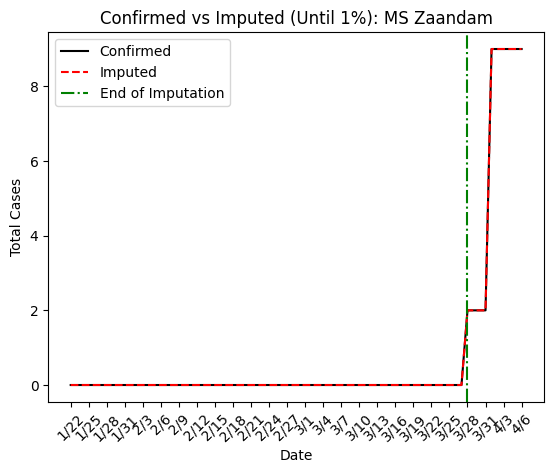 Confirmed vs Imputed (Until 1%): MS Zaandam
Confirmed
Imputed
End of Imputation
Total Cases
8
6
4
2
0
1/22 1/25 1/28 1/31 2/3 2/6 2/9 2/12 2/15 2/18 2/21 2/24 2/27 3/1 3/4 3/7 3/10 3/13 3/16 3/19 3/22 3/25 3/28 3/31 4/3 4/6
Date